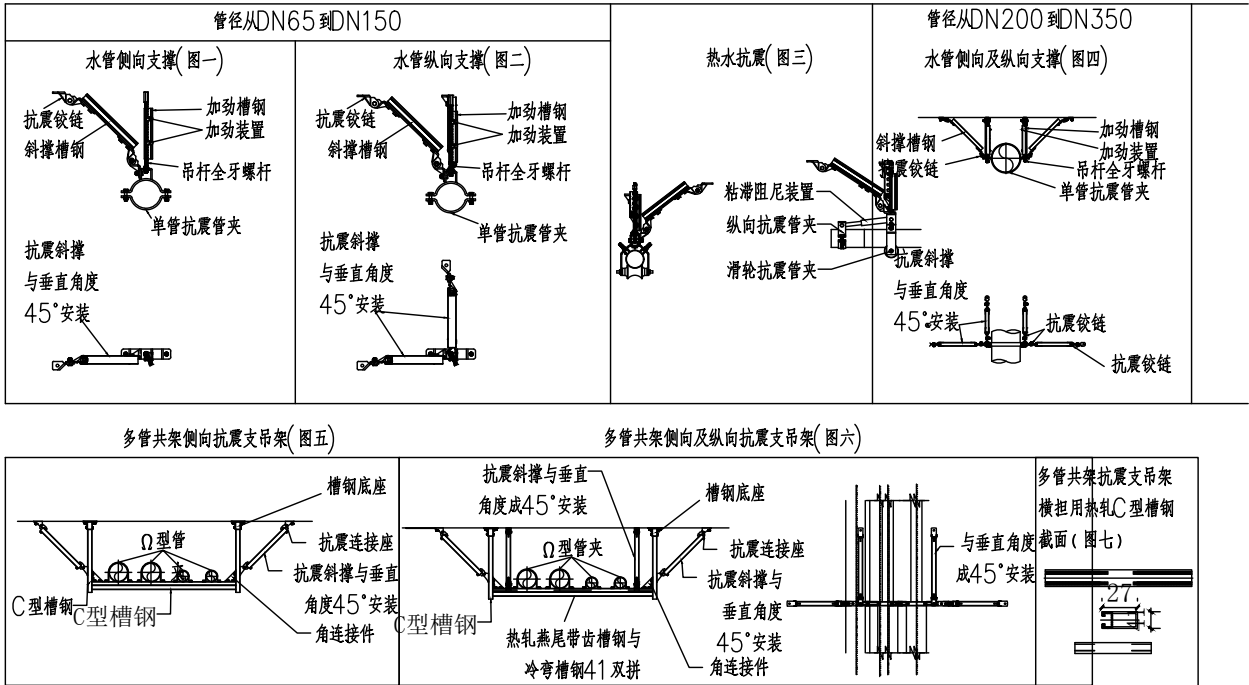 管径从DN65到DN150
水管侧向支撑(图一)
抗震铰链
斜撑槽钢
加劲槽钢
加劲装置
吊杆全牙螺杆
单管抗震管夹
抗震斜撑
与垂直角度
45°安装
水管纵向支撑(图二)
抗震铰链
斜撑槽钢
加劲槽钢
加劲装置
吊杆全牙螺杆
单管抗震管夹
抗震斜撑
与垂直角度
45°安装
热水抗震(图三)
粘滞阻尼装置
纵向抗震管夹
滑轮抗震管夹
管径从DN200到DN350
水管侧向及纵向支撑(图四)
斜撑槽钢
抗震铰链
加劲槽钢
加劲装置
吊杆全牙螺杆
单管抗震管夹
抗震斜撑
与垂直角度
45°安装
抗震铰链
抗震铰链
多管共架侧向抗震支吊架(图五)
槽钢底座
Ω型管
抗震连接座
抗震斜撑与垂直
角度45°安装
C型槽钢
C型槽钢
角连接件
多管共架侧向及纵向抗震支吊架(图六)
抗震斜撑与垂直
角度成45°安装
槽钢底座
Ω型管夹
抗震连接座
抗震斜撑与
垂直角度
45°安装
C型槽钢
热轧燕尾带齿槽钢与
冷弯槽钢41双拼
角连接件
与垂直角度
成45°安装
多管共架抗震支吊架
横担用热轧C型槽钢
截面(图七)
27